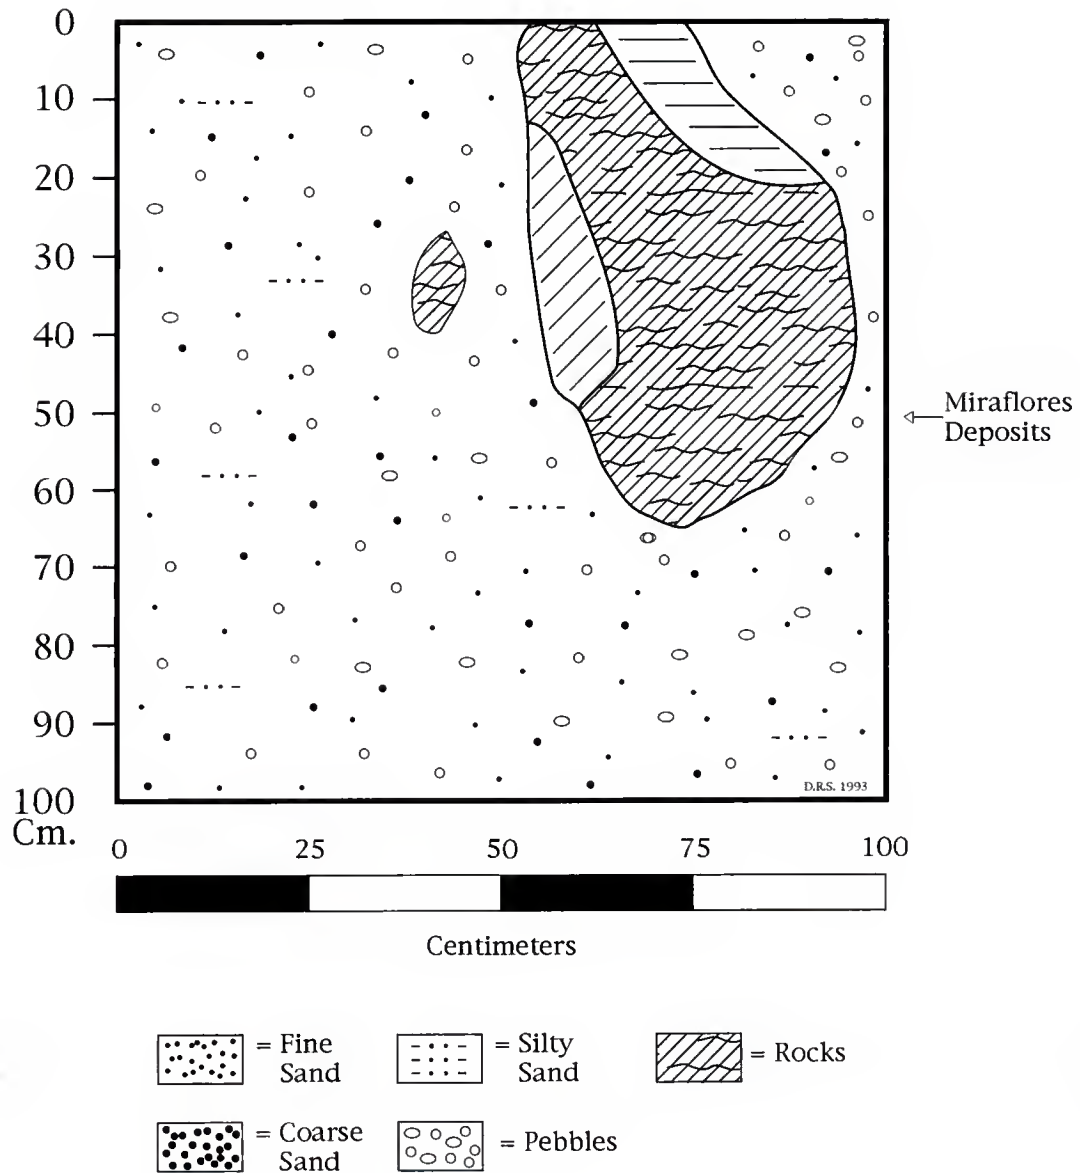 0
10
20
30
40
50
60
70
80
90
100
Cm.
Miraflores
Deposits
D.R.S. 1993
0 25 50 75 100
Centimeters
= Fine
Sand
= Silty
Sand
= Rocks
= Coarse
Sand
= Pebbles